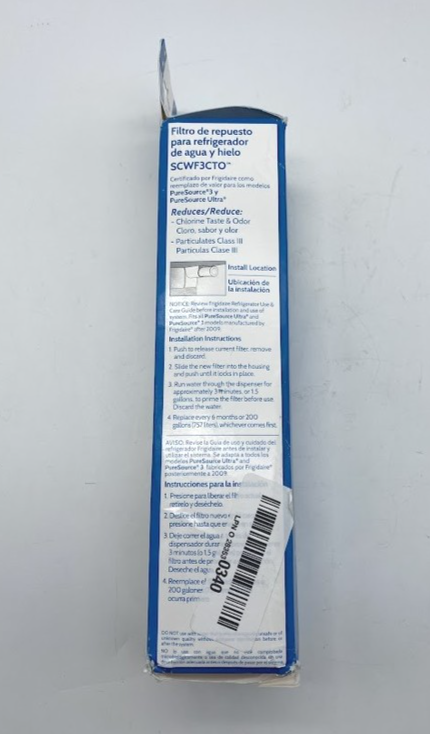 Filtro de repuesto
para refrigerador
de agua y hielo
SCWF3CTO™
Certificado por Frigidaire como
reemplazo de valor para los modelos
PureSource®3 y
PureSource Ultra®
Reduces/Reduce:
- Chlorine Taste & Odor
Cloro, sabor y olor
- Particulates Class III
Partículas Clase III
Install Location
Ubicación de
la instalación
NOTICE: Review Frigidaire Refrigerator Use &
Care Guide before installation and use of
system. Fits all PureSource Ultra® and
PureSource® 3 models manufactured by
Frigidaire® after 2009.
Installation Instructions
1. Push to release current filter, remove
and discard.
2. Slide the new filter into the housing
and push until it locks in place.
3. Run water through the dispenser for
approximately 3 minutes, or 1.5
gallons, to prime the filter before use.
Discard the water.
4. Replace every 6 months or 200
gallons (757 liters), whichever comes first.
AVISO: Revise la Guía de uso y cuidado del
refrigerador Frigidaire antes de instalar y
utilizar el sistema. Se adapta a todos los
modelos PureSource Ultra® and
PureSource® 3 fabricados por Frigidaire®
posteriormente a 2009.
Instrucciones para la
1. Presione para liberar el
retírelo y deséchelo.
2. Deslice el filtro nuevo
presione hasta que
3. Deje correr el agua
dispensador
3 minutos (o 1.5
filtro antes de
Deseche el
4. Reemplace
200
ocurra
LPN
0340
DO NOT use with